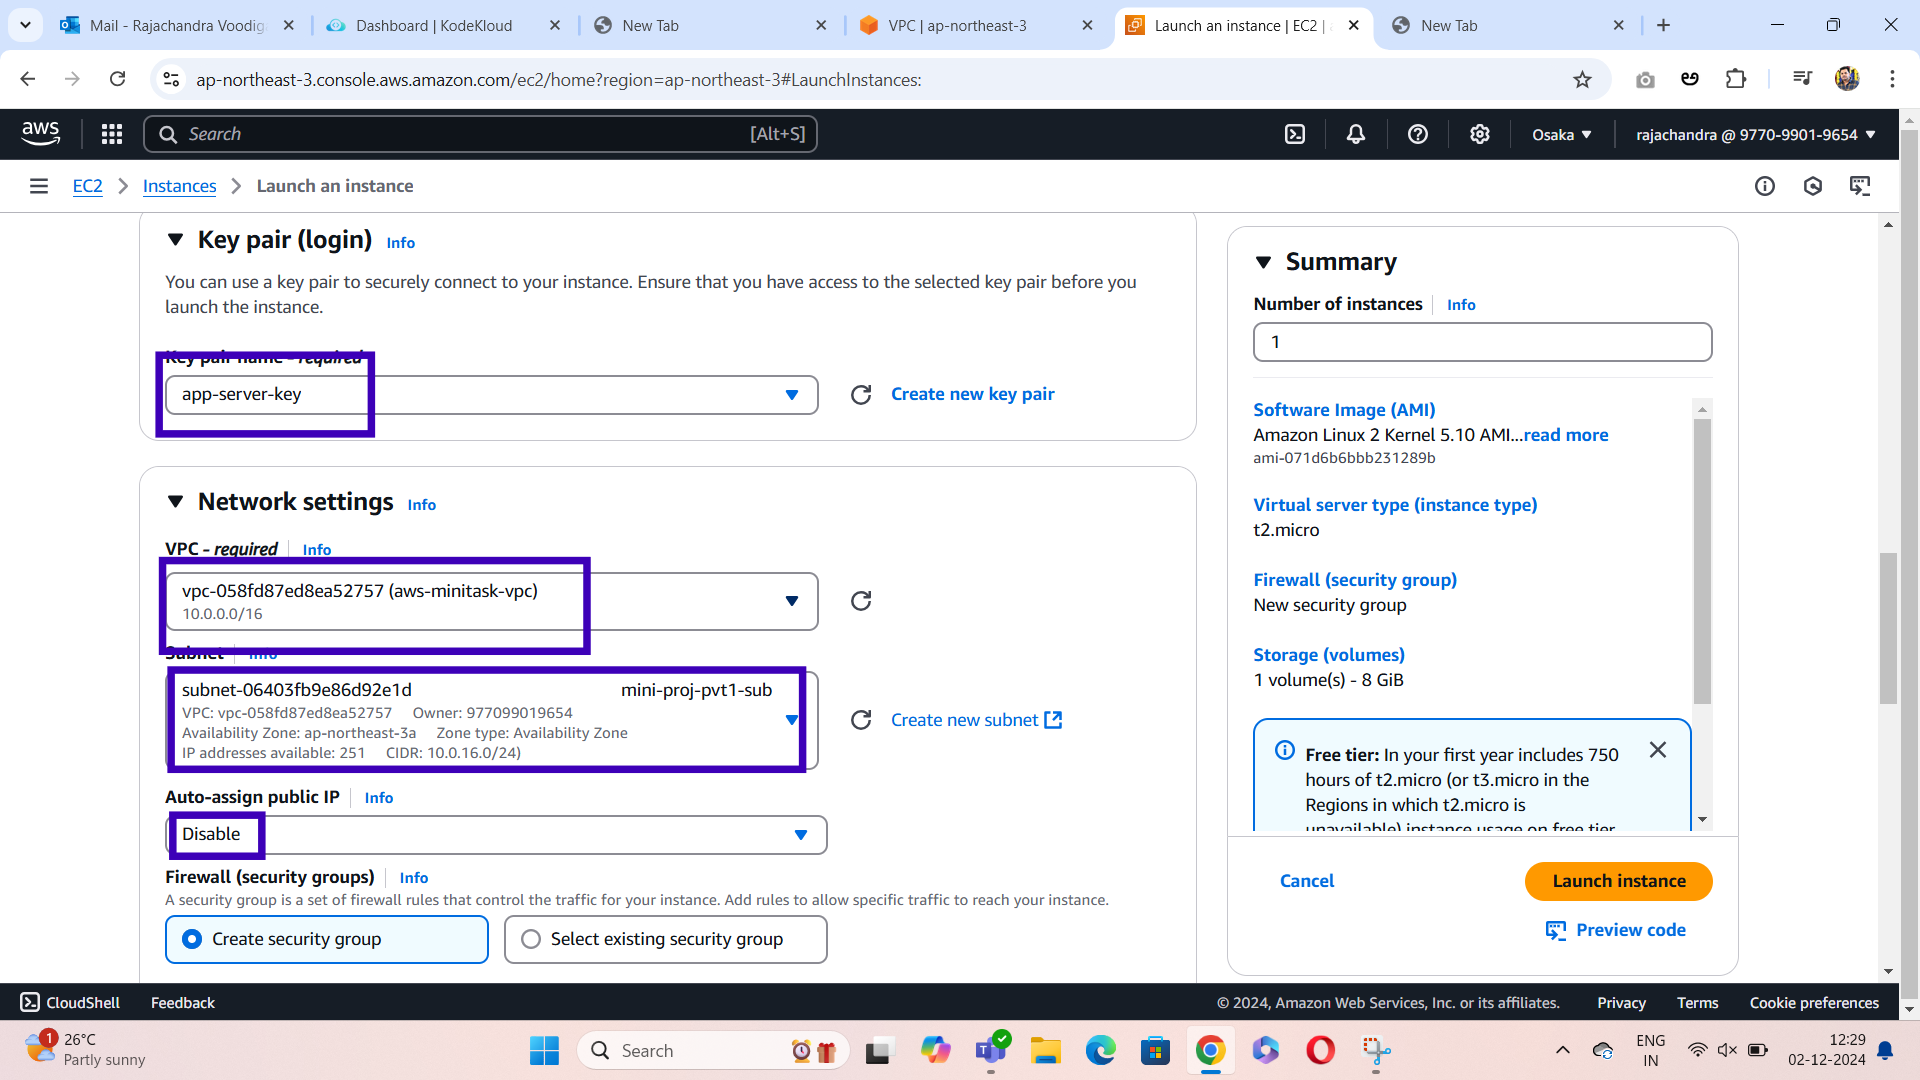 Mail - Rajachandra Voodig
Dashboard | KodeKloud
New Tab
VPC | ap-northeast-3
Launch an instance | EC2 |
New Tab
ap-northeast-3.console.aws.amazon.com/ec2/home?region=ap-northeast-3#LaunchInstances:
aws
Search
[Alt+S]
Osaka
rajachandra @ 9770-9901-9654
EC2
Instances
Launch an instance
Key pair (login) Info
You can use a key pair to securely connect to your instance. Ensure that you have access to the selected key pair before you
launch the instance.
Key pair name - required
app-server-key
Create new key pair
Network settings Info
VPC - required Info
vpc-058fd87ed8ea52757 (aws-minitask-vpc)
10.0.0.0/16
Subnet Info
subnet-06403fb9e86d92e1d mini-proj-pvt1-sub
VPC: vpc-058fd87ed8ea52757 Owner: 977099019654
Availability Zone: ap-northeast-3a Zone type: Availability Zone
IP addresses available: 251 CIDR: 10.0.16.0/24)
Create new subnet
Auto-assign public IP Info
Disable
Firewall (security groups) Info
A security group is a set of firewall rules that control the traffic for your instance. Add rules to allow specific traffic to reach your instance.
Create security group
Select existing security group
Summary
Number of instances Info
1
Software Image (AMI)
Amazon Linux 2 Kernel 5.10 AMI...read more
ami-071d6b6bbb231289b
Virtual server type (instance type)
t2.micro
Firewall (security group)
New security group
Storage (volumes)
1 volume(s) - 8 GiB
Free tier: In your first year includes 750
hours of t2.micro (or t3.micro in the
Regions in which t2.micro is
unavailable) instance usage on free tier
Cancel
Launch instance
Preview code
CloudShell
Feedback
© 2024, Amazon Web Services, Inc. or its affiliates.
Privacy
Terms
Cookie preferences
1
26°C
Partly sunny
Search
ENG
IN
12:29
02-12-2024